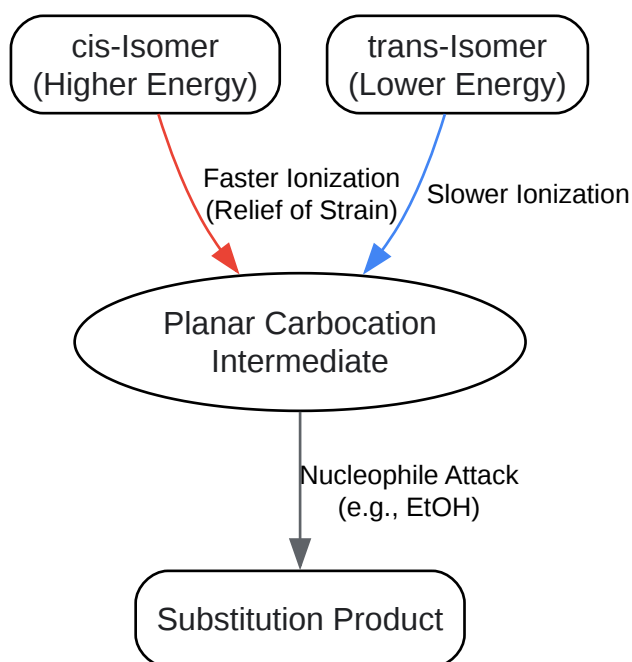 cis-Isomer
(Higher Energy)
trans-Isomer
(Lower Energy)
Faster Ionization
(Relief of Strain)
Slower Ionization
Planar Carbocation
Intermediate
Nucleophile Attack
(e.g., EtOH)
Substitution Product